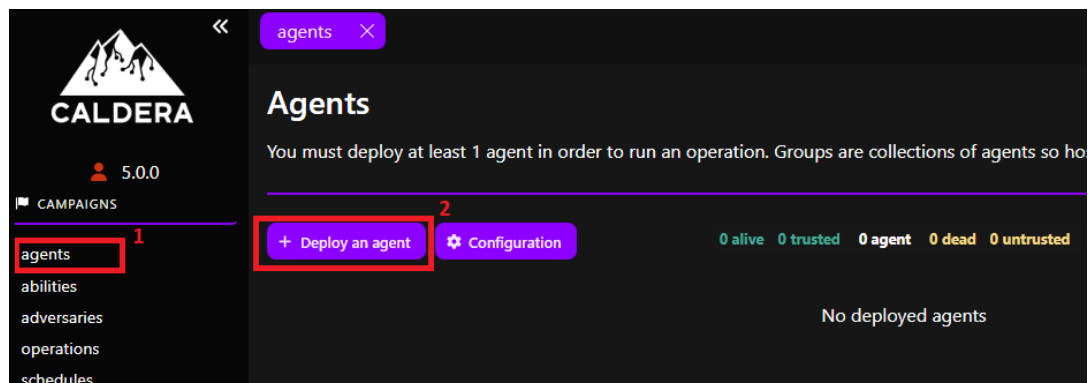 «
CALDERA
5.0.0
CAMPAIGNS
1
agents
abilities
adversaries
operations
schedules
agents ×
Agents
You must deploy at least 1 agent in order to run an operation. Groups are collections of agents so ho
2
+ Deploy an agent
Configuration
0 alive 0 trusted 0 agent 0 dead 0 untrusted
No deployed agents